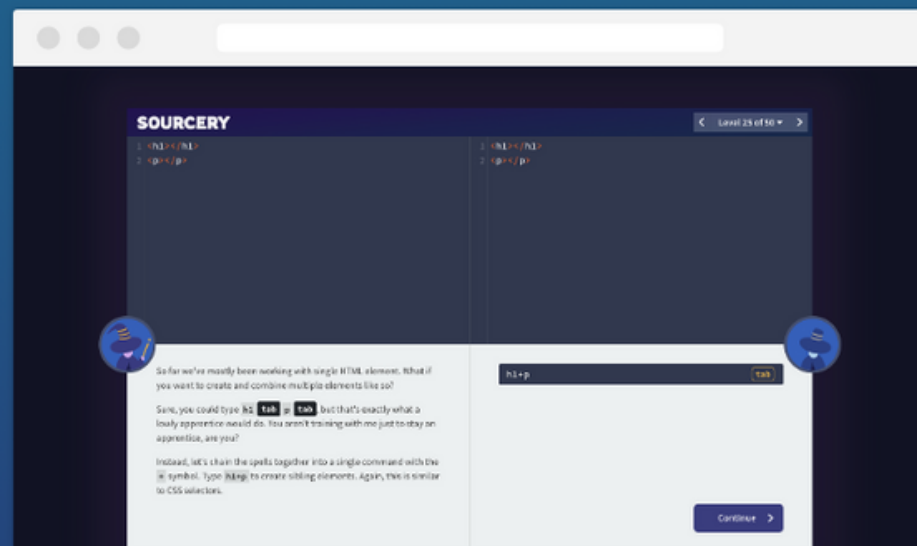 SOURCERY
Level 25 of 50
1 <h1></h1>
2 <p></p>
1 <h1></h1>
2 <p></p>
So far we've mostly been working with single HTML element. What if
you want to create and combine multiple elements like so?
Sure, you could type h1 tab p tab, but that's exactly what a
lowly apprentice would do. You aren't training with me just to stay an
apprentice, are you?
Instead, let's chain the spells together into a single command with the
+ symbol. Type h1+p to create sibling elements. Again, this is similar
to CSS selectors.
h1+p tab
Continue